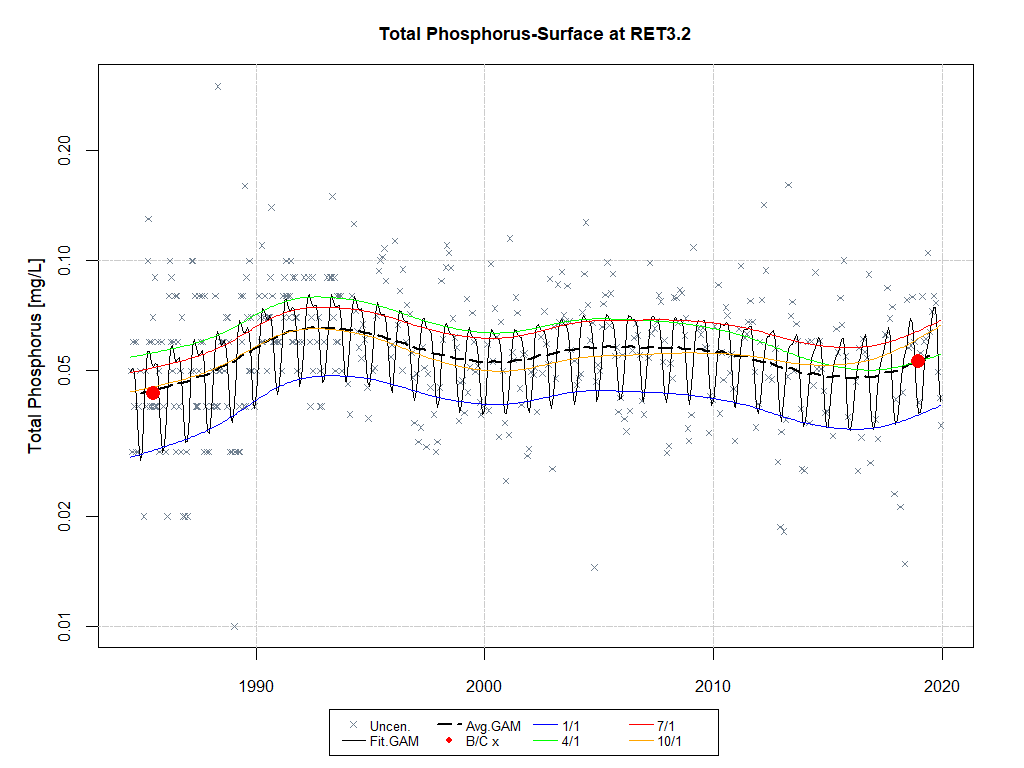 Total Phosphorus-Surface at RET3.2
Total Phosphorus [mg/L]
0.20
0.10
0.05
0.02
0.01
1990 2000 2010 2020
Uncen. Avg.GAM 1/1 7/1
Fit.GAM B/C x 4/1 10/1